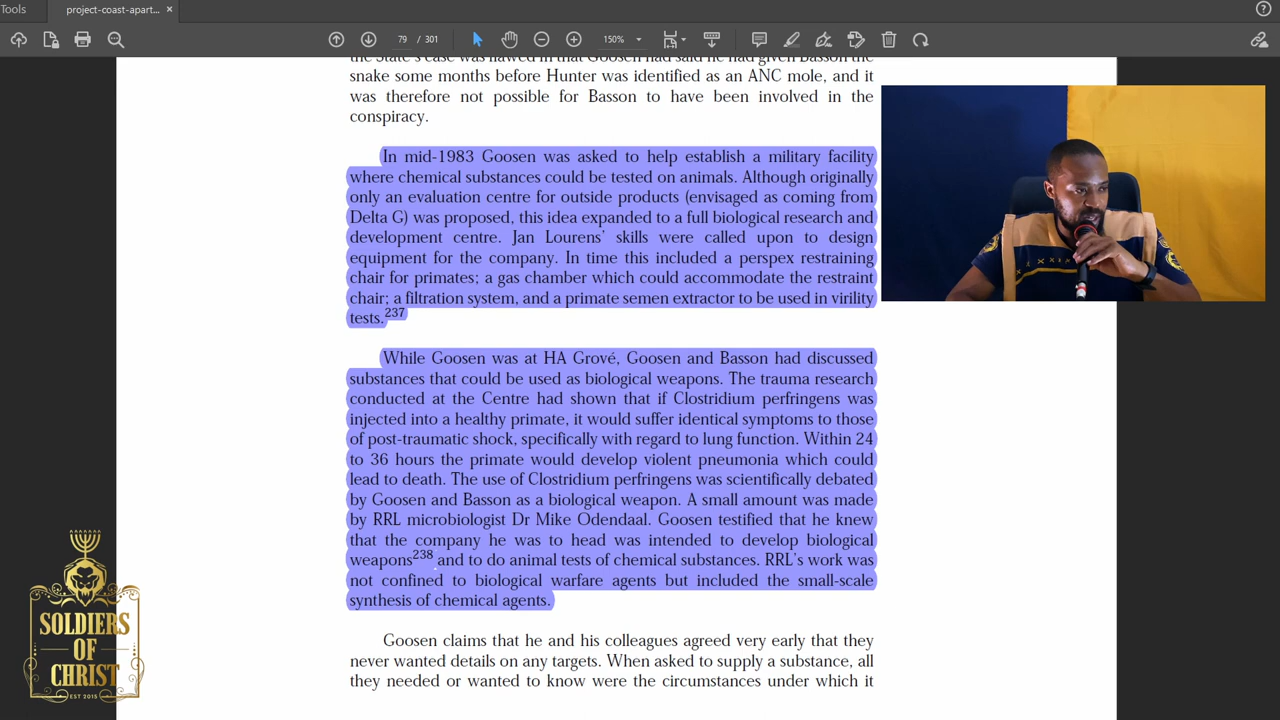 Tools
project-coast-apart... ×
79 / 301
150%
the State's case was flawed in that Goosen had said he had given Basson the
snake some months before Hunter was identified as an ANC mole, and it
was therefore not possible for Basson to have been involved in the
conspiracy.
In mid-1983 Goosen was asked to help establish a military facility
where chemical substances could be tested on animals. Although originally
only an evaluation centre for outside products (envisaged as coming from
Delta G) was proposed, this idea expanded to a full biological research and
development centre. Jan Lourens' skills were called upon to design
equipment for the company. In time this included a perspex restraining
chair for primates; a gas chamber which could accommodate the restraint
chair; a filtration system, and a primate semen extractor to be used in virility
tests.237
While Goosen was at HA Grové, Goosen and Basson had discussed
substances that could be used as biological weapons. The trauma research
conducted at the Centre had shown that if Clostridium perfringens was
injected into a healthy primate, it would suffer identical symptoms to those
of post-traumatic shock, specifically with regard to lung function. Within 24
to 36 hours the primate would develop violent pneumonia which could
lead to death. The use of Clostridium perfringens was scientifically debated
by Goosen and Basson as a biological weapon. A small amount was made
by RRL microbiologist Dr Mike Odendaal. Goosen testified that he knew
that the company he was to head was intended to develop biological
weapons238 and to do animal tests of chemical substances. RRL's work was
not confined to biological warfare agents but included the small-scale
synthesis of chemical agents.
Goosen claims that he and his colleagues agreed very early that they
never wanted details on any targets. When asked to supply a substance, all
they needed or wanted to know were the circumstances under which it
SOLDIERS
OF
CHRIST
EST 2015